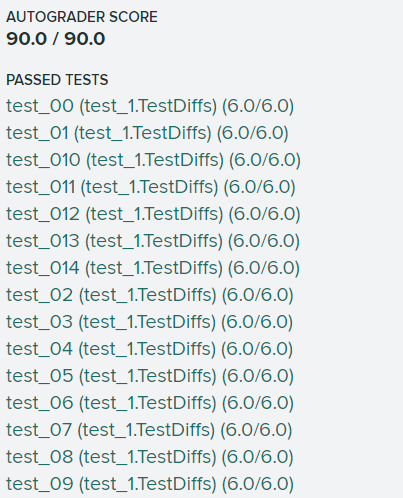 AUTOGRADER SCORE
90.0 / 90.0
PASSED TESTS
test_00 (test_1.TestDiffs) (6.0/6.0)
test_01 (test_1.TestDiffs) (6.0/6.0)
test_010 (test_1.TestDiffs) (6.0/6.0)
test_011 (test_1.TestDiffs) (6.0/6.0)
test_012 (test_1.TestDiffs) (6.0/6.0)
test_013 (test_1.TestDiffs) (6.0/6.0)
test_014 (test_1.TestDiffs) (6.0/6.0)
test_02 (test_1.TestDiffs) (6.0/6.0)
test_03 (test_1.TestDiffs) (6.0/6.0)
test_04 (test_1.TestDiffs) (6.0/6.0)
test_05 (test_1.TestDiffs) (6.0/6.0)
test_06 (test_1.TestDiffs) (6.0/6.0)
test_07 (test_1.TestDiffs) (6.0/6.0)
test_08 (test_1.TestDiffs) (6.0/6.0)
test_09 (test_1.TestDiffs) (6.0/6.0)